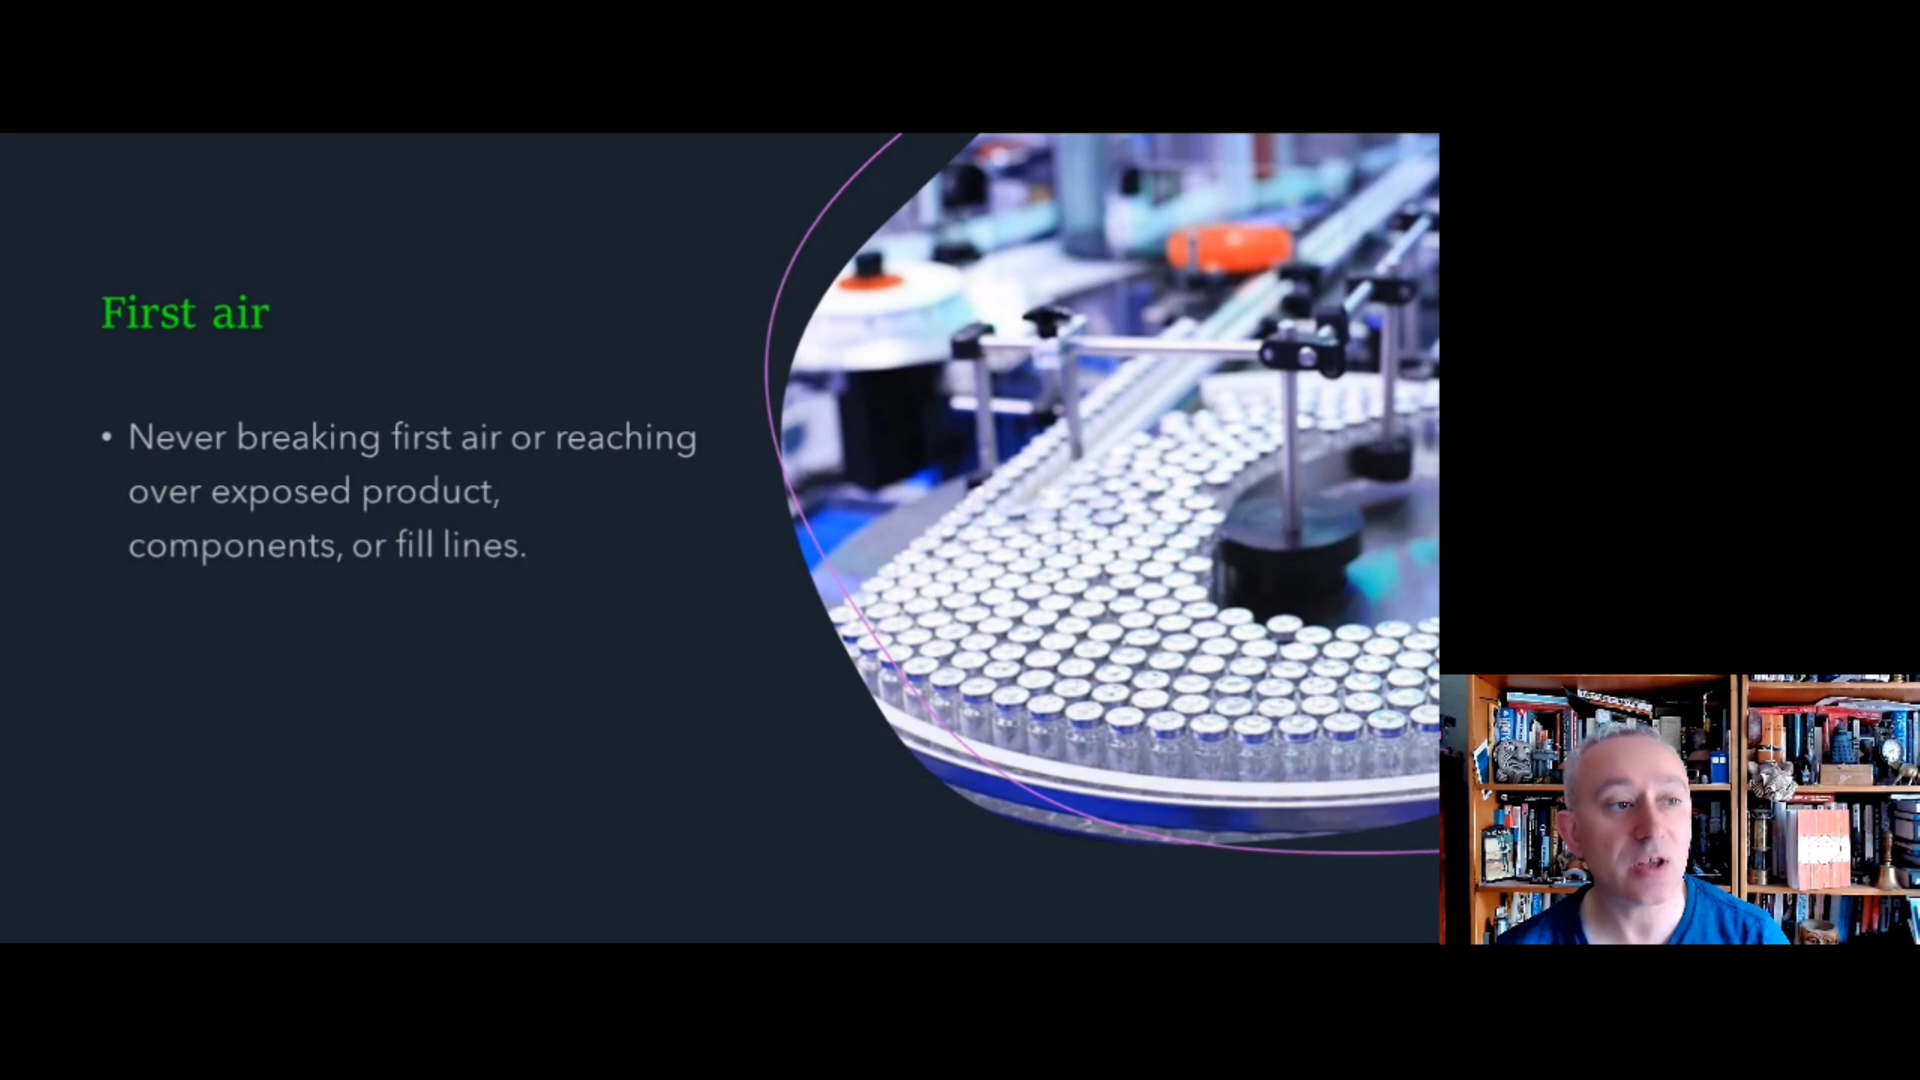 First air
• Never breaking first air or reaching
over exposed product,
components, or fill lines.